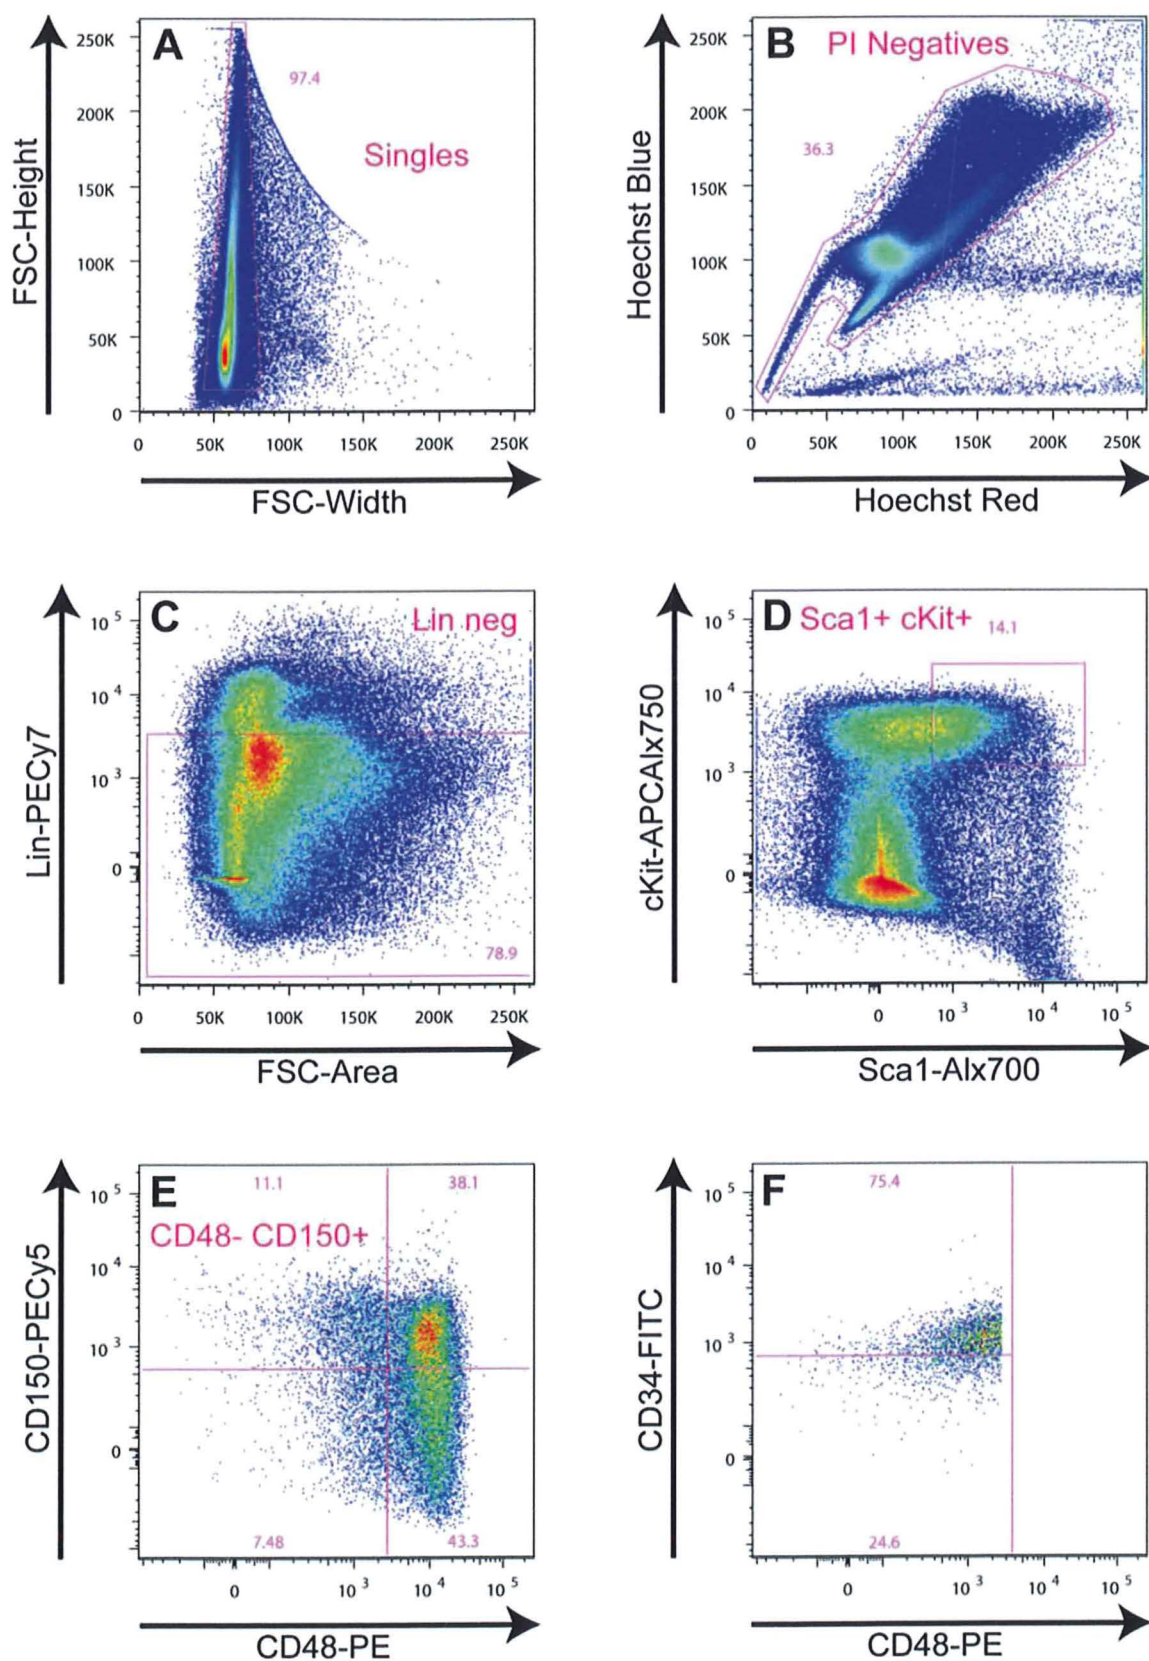 A
97.4
Singles
250K
200K
150K
100K
50K
0
0 50K 100K 150K 200K 250K
FSC-Height
FSC-Width
B
PI Negatives
36.3
250K
200K
150K
100K
50K
0
0 50K 100K 150K 200K 250K
Hoechst Blue
Hoechst Red
C
Lin neg
78.9
10 5
10 4
10 3
0
0 50K 100K 150K 200K 250K
Lin-PECy7
FSC-Area
D
Sca1+ cKit+ 14.1
10 5
10 4
10 3
0
0 10 3 10 4 10 5
cKit-APCAlx750
Sca1-Alx700
E
11.1 38.1
CD48- CD150+
7.48 43.3
10 5
10 4
10 3
0
0 10 3 10 4 10 5
CD150-PECy5
CD48-PE
F
75.4
24.6
10 5
10 4
10 3
0
0 10 3 10 4 10 5
CD34-FITC
CD48-PE